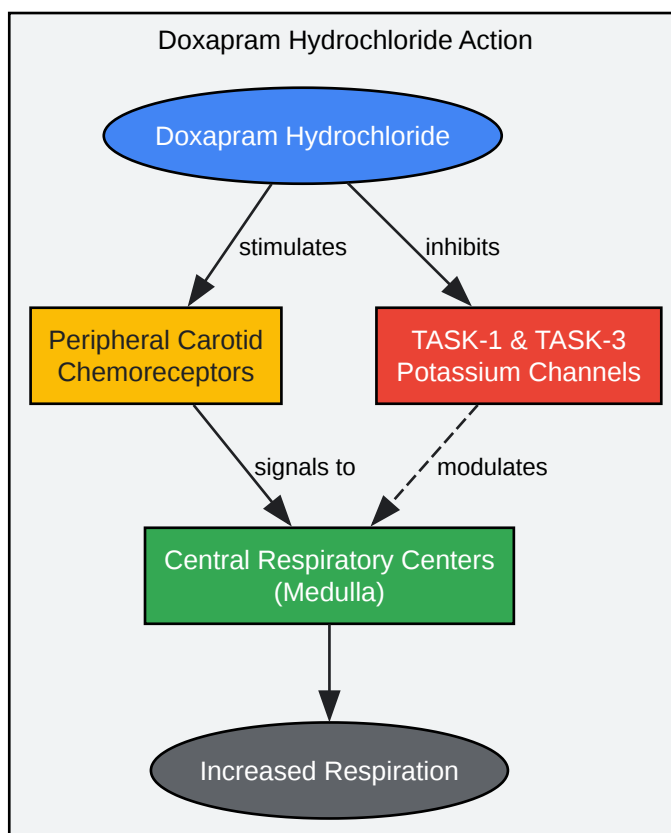 Doxapram Hydrochloride Action
Doxapram Hydrochloride
stimulates
inhibits
Peripheral Carotid
Chemoreceptors
TASK-1 & TASK-3
Potassium Channels
signals to
modulates
Central Respiratory Centers
(Medulla)
Increased Respiration